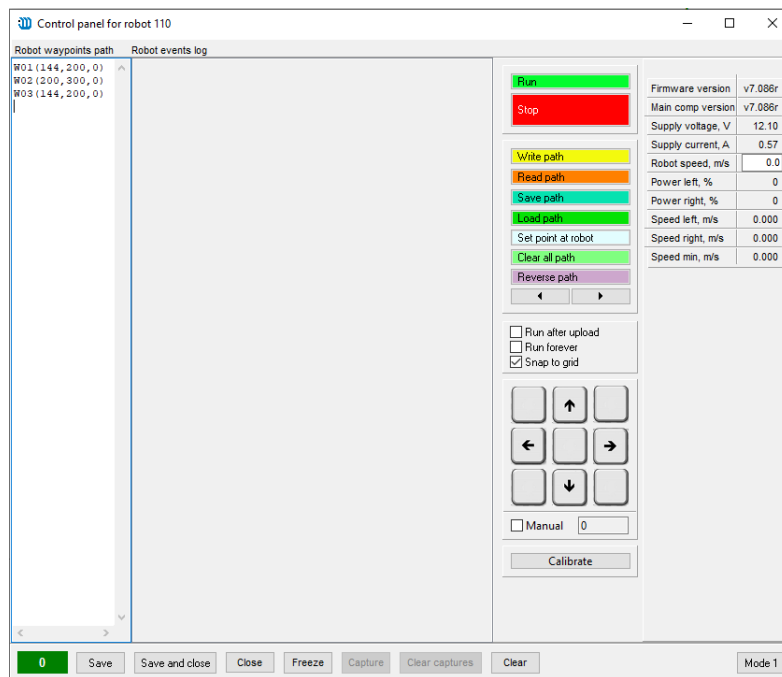 Control panel for robot 110
Robot waypoints path
Robot events log
W01(144,200,0)
W02(200,300,0)
W03(144,200,0)
Run
Stop
Write path
Read path
Save path
Load path
Set point at robot
Clear all path
Reverse path
Run after upload
Run forever
Snap to grid
Manual 0
Calibrate
Firmware version v7.086r
Main comp version v7.086r
Supply voltage, V 12.10
Supply current, A 0.57
Robot speed, m/s 0.0
Power left, % 0
Power right, % 0
Speed left, m/s 0.000
Speed right, m/s 0.000
Speed min, m/s 0.000
0 Save Save and close Close Freeze Capture Clear captures Clear Mode 1